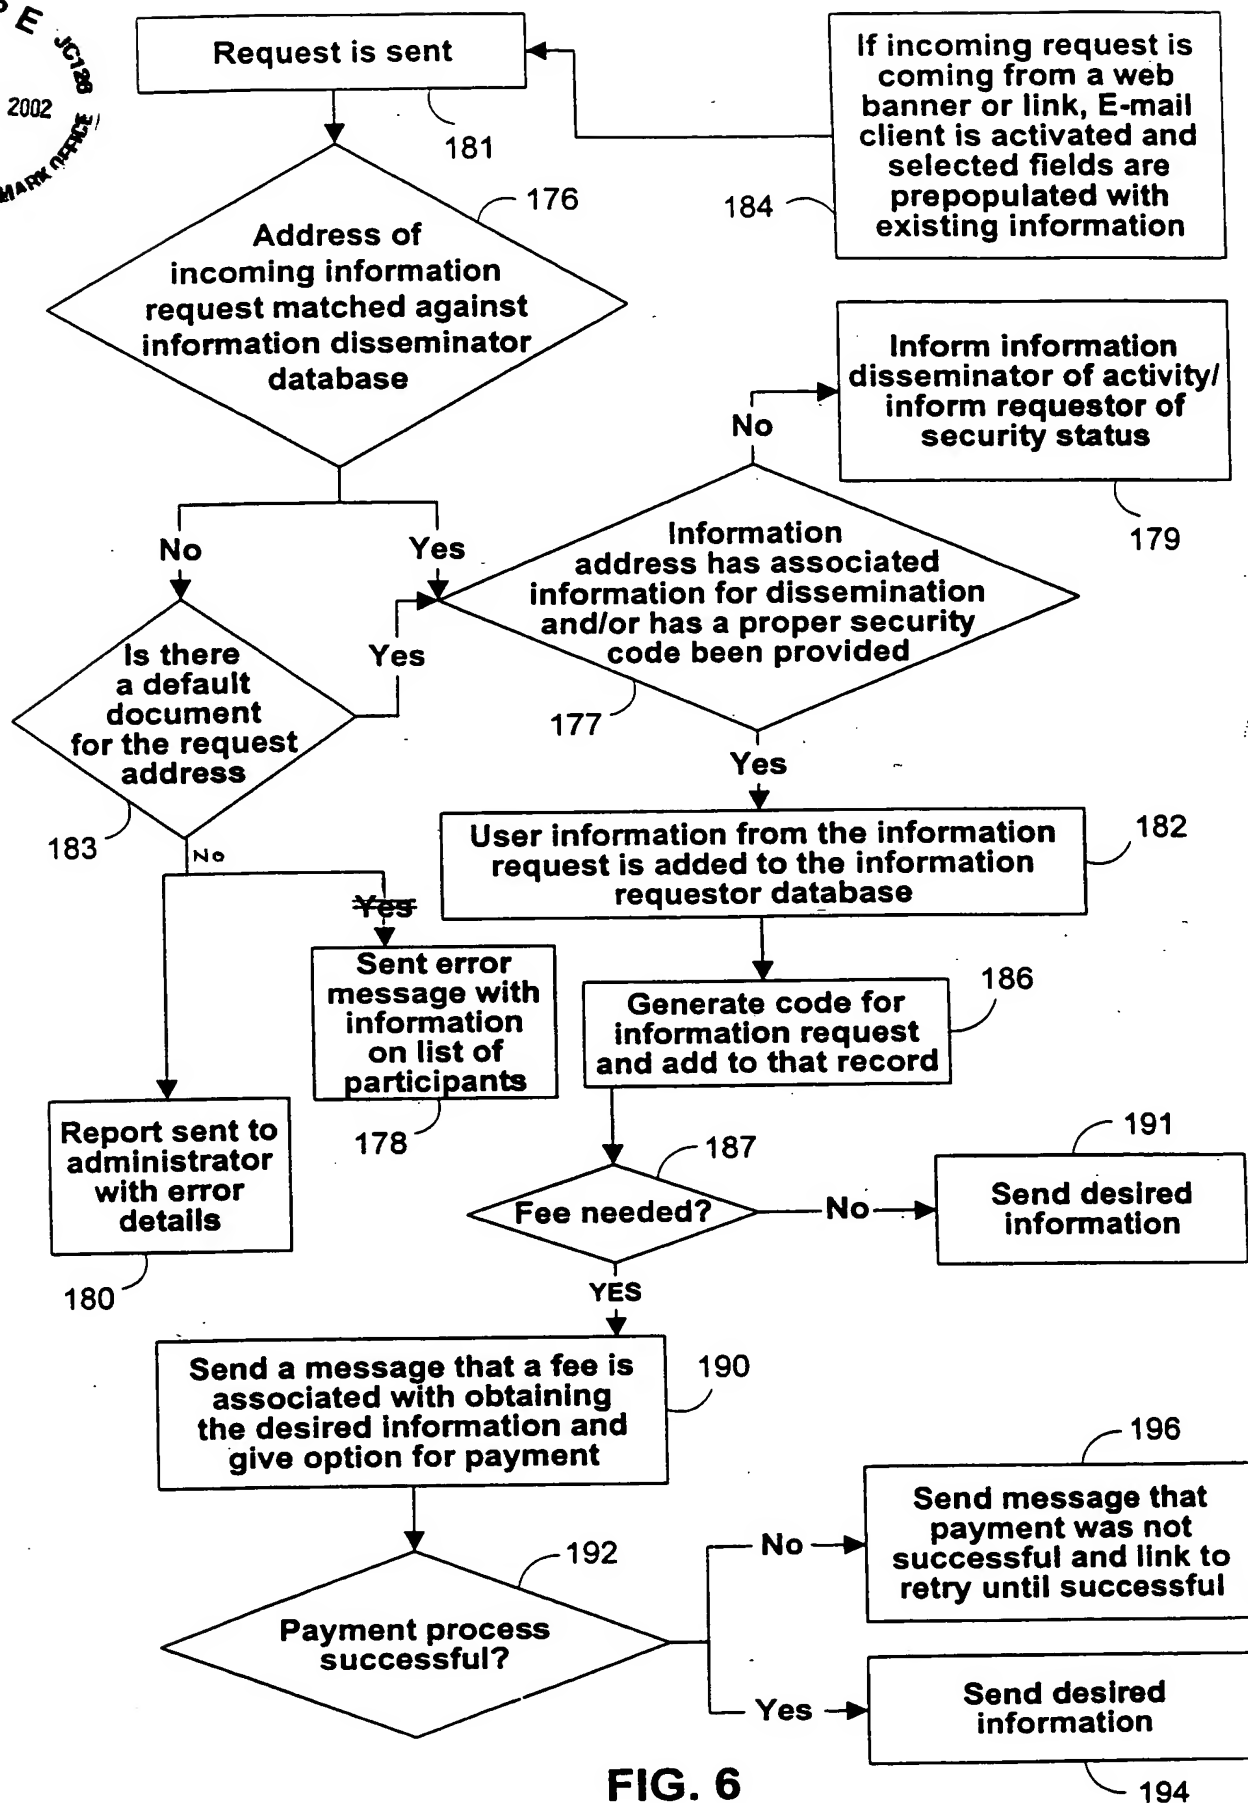 P E JC126
2002
MARK OFFICE
Request is sent
181
If incoming request is
coming from a web
banner or link, E-mail
client is activated and
selected fields are
prepopulated with
existing information
184
176
Address of
incoming information
request matched against
information disseminator
database
Inform information
disseminator of activity/
inform requestor of
security status
179
No
No
Yes
Information
address has associated
information for dissemination
and/or has a proper security
code been provided
177
Is there
a default
document
for the request
address
183
Yes
Yes
No
Yes
User information from the information
request is added to the information
requestor database
182
Sent error
message with
information
on list of
participants
178
Generate code for
information request
and add to that record
186
Report sent to
administrator
with error
details
180
187
Fee needed?
No
191
Send desired
information
YES
Send a message that a fee is
associated with obtaining
the desired information and
give option for payment
190
196
Send message that
payment was not
successful and link to
retry until successful
192
Payment process
successful?
No
Yes
Send desired
information
194
FIG. 6